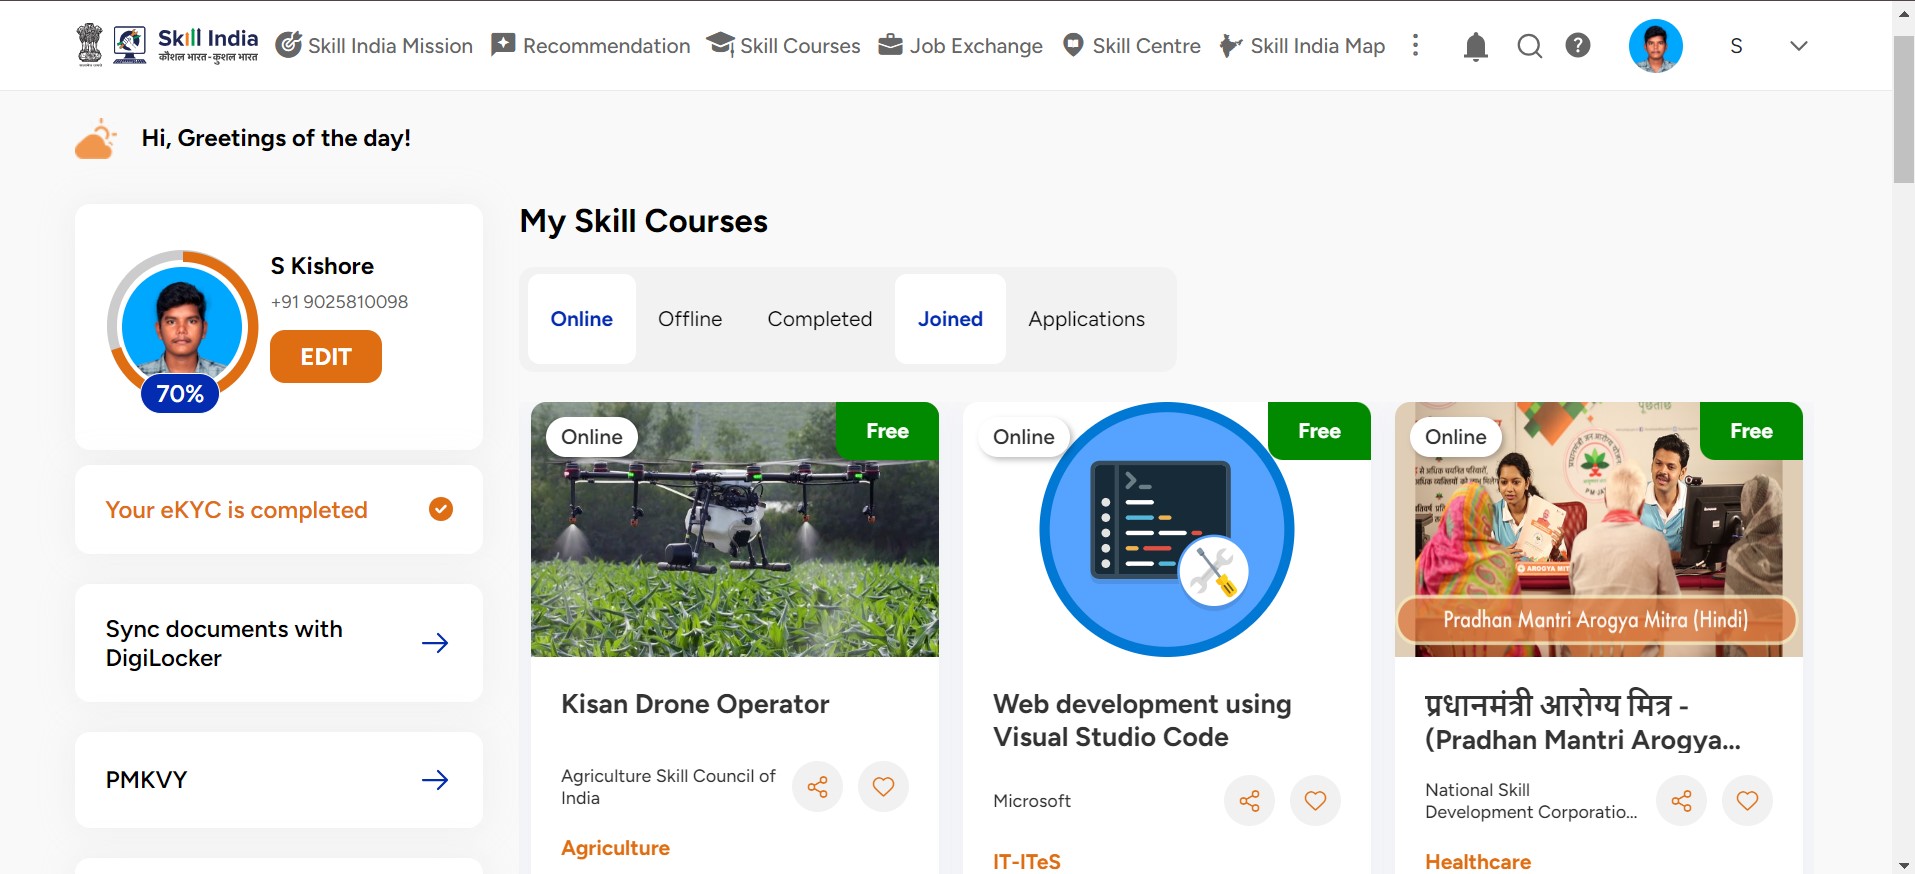 Skill India
कौशल भारत-कुशल भारत
Skill India Mission
Recommendation
Skill Courses
Job Exchange
Skill Centre
Skill India Map
S
Hi, Greetings of the day!
S Kishore
+91 9025810098
EDIT
70%
Your eKYC is completed
Sync documents with
DigiLocker
PMKVY
My Skill Courses
Online
Offline
Completed
Joined
Applications
Online
Free
Kisan Drone Operator
Agriculture Skill Council of
India
Agriculture
Online
Free
Web development using
Visual Studio Code
Microsoft
IT-ITeS
Online
Free
Pradhan Mantri Arogya Mitra (Hindi)
प्रधानमंत्री आरोग्य मित्र -
(Pradhan Mantri Arogya...
National Skill
Development Corporatio...
Healthcare